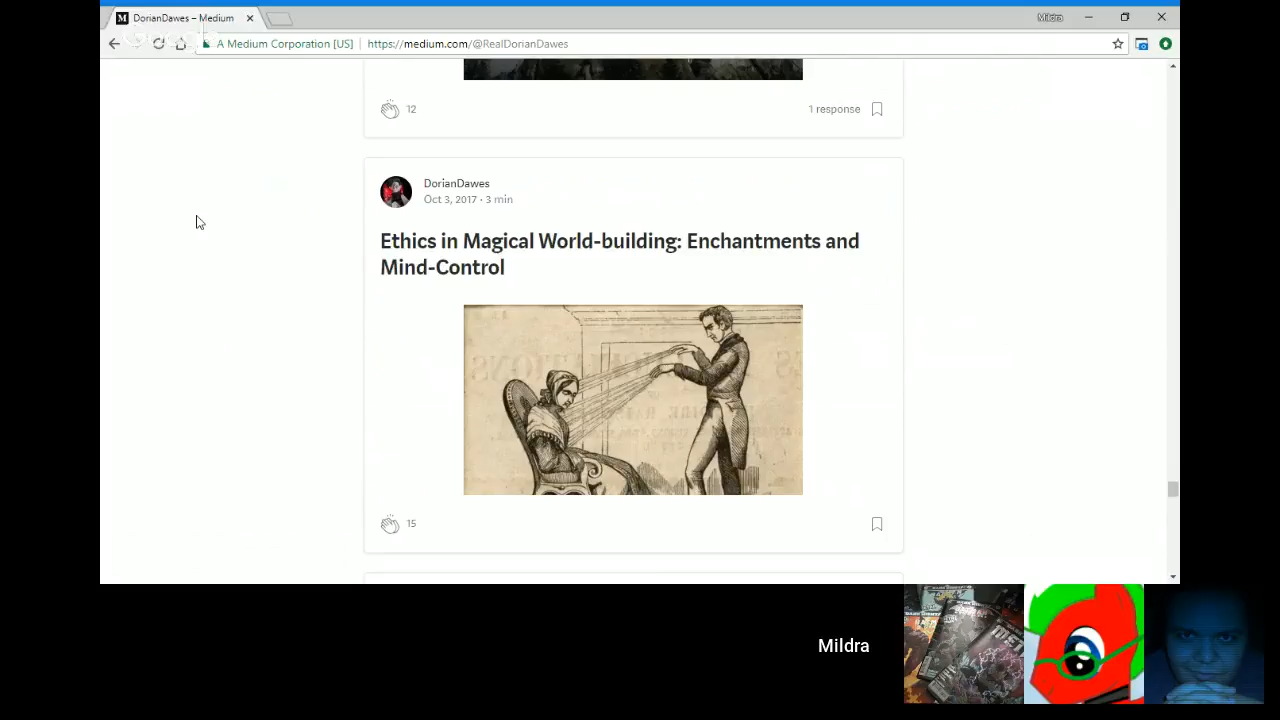 DorianDawes – Medium
Mildra
Google
A Medium Corporation [US]
https://medium.com/@RealDorianDawes
12
1 response
DorianDawes
Oct 3, 2017 · 3 min
Ethics in Magical World-building: Enchantments and
Mind-Control
15
Mildra